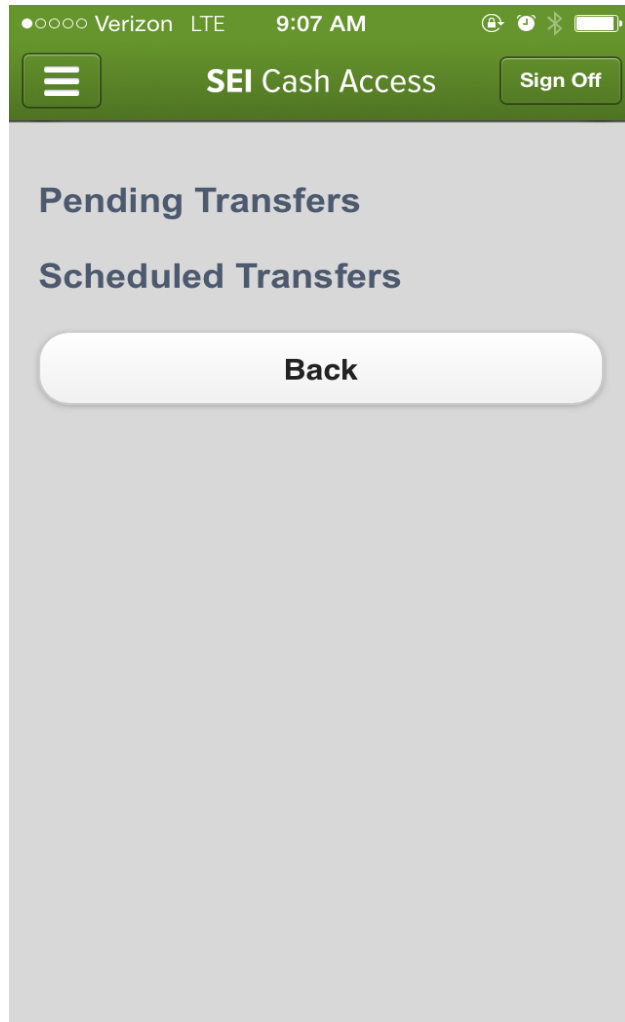 Verizon LTE 9:07 AM
SEI Cash Access Sign Off
Pending Transfers
Scheduled Transfers
Back